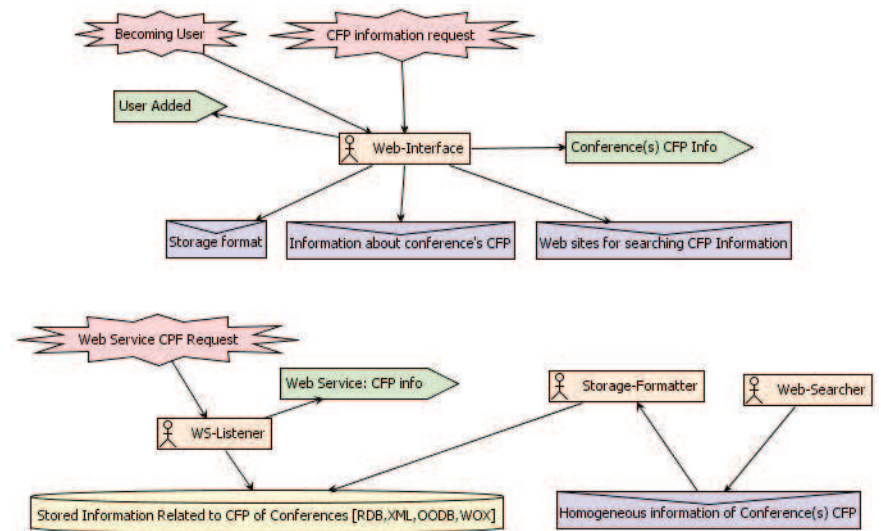 Becoming User
CFP information request
User Added
Web-Interface
Conference(s) CFP Info
Storage format
Information about conference's CFP
Web sites for searching CFP Information
Web Service CPF Request
Web Service: CFP info
Storage-Formatter
Web-Searcher
WS-Listener
Stored Information Related to CFP of Conferences [RDB,XML,OODB,WOX]
Homogeneous information of Conference(s) CFP